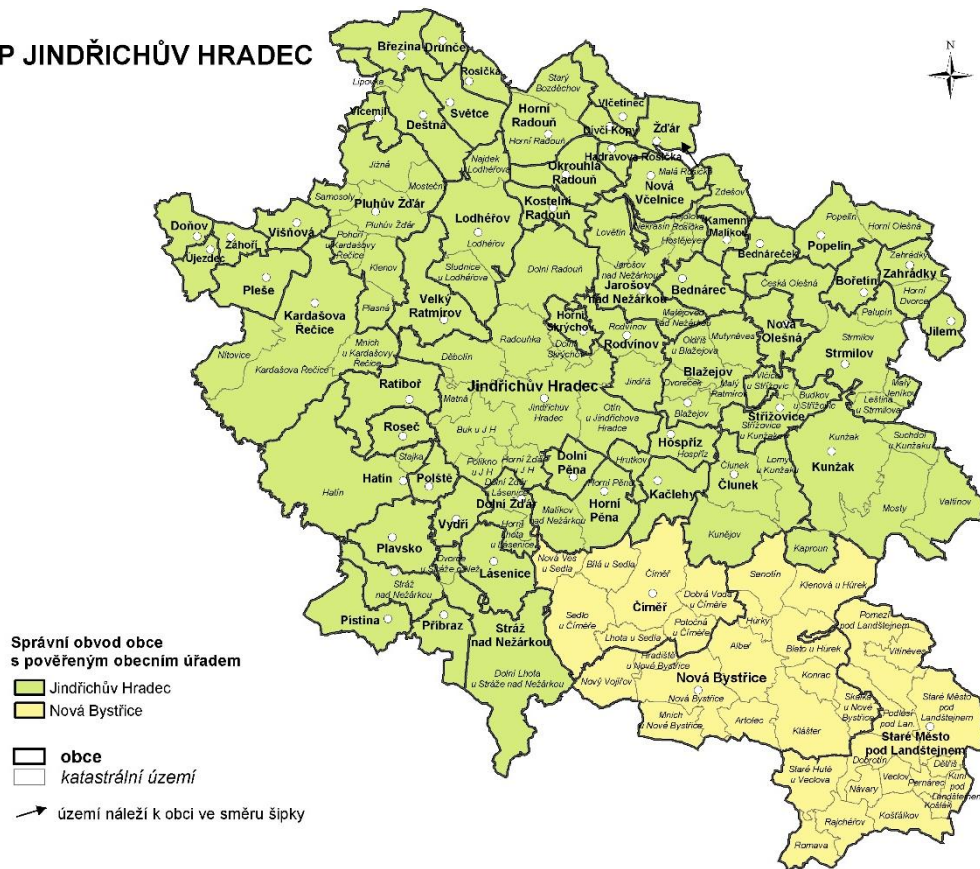 P JINDŘICHŮV HRADEC
N
Březina
Drunče
Rosička
Lipovka
Světce
Deštná
Starý
Bozděchov
Horní
Radouň
Horní Radouň
Vlčetínec
Dívčí Kopy
Žďár
Hadravova Rosička
Malá Rosička
Okrouhlá
Radouň
Nová
Včelnice
Zdešov
Najdek
u Lodhéřova
Jižná
Mostečný
Samosoly
Pluhův Žďár
Pluhův Žďár
Pohoří
u Kardašovy
Řečice
Klenov
Lodhéřov
Lodhéřov
Studnice
u Lodhéřova
Kostelní
Radouň
Lovětín
Hostějeves
Kamenný
Malíkov
Bednáreček
Popelín
Popelín
Horní Olešná
Zahrádky
Zahrádky
Horní
Dvorce
Bořetín
Palupín
Jilem
Doňov
Újezdec
Záhoří
Višňová
Pleše
Kardašova
Řečice
Nítovice
Kardašova Řečice
Mnich
u Kardašovy
Řečice
Plasná
Velký
Ratmírov
Dolní Radouň
Jarošov
nad Nežárkou
Jarošov
nad Nežárkou
Bednárec
Česká Olešná
Nová
Olešná
Strmilov
Strmilov
Matějovec
nad Nežárkou
Oldříš
u Blažejova
Mutyněves
Horní
Skrýchov
Dolní
Skrýchov
Rodvínov
Rodvínov
Radouňka
Děbolín
Jindřichův Hradec
Jindřichův
Hradec
Jindřiš
Otín
u Jindřichova
Hradce
Matná
Buk u J H
Ratiboř
Roseč
Blažejov
Dvoreček
Malý
Ratmírov
Blažejov
Vlčice
u Střížovic
Budkov
u Střížovic
Střížovice
Střížovice
u Kunžaku
Malý
Jeníkov
Leština
u Strmilova
Kunžak
Kunžak
Suchdol
u Kunžaku
Mosty
Valtínov
Hospříz
Hospříz
Člunek
Člunek
Lomy
u Kunžaku
Kunějov
Kaproun
Kačlehy
Hrutkov
Dolní
Pěna
Horní Pěna
Horní
Pěna
Malíkov
nad Nežárkou
Hatín
Hatín
Stajka
Polště
Políkno
u J H
Horní Žďár
u J H
Dolní Žďár
u Lásenice
Dolní Žďár
Horní
Lhota
u Lásenice
Vydří
Plavsko
Lásenice
Stráž
nad Nežárkou
Pístina
Příbraz
Stráž
nad Nežárkou
Dolní Lhota
u Stráže nad Nežárkou
Nová Ves
u Sedla
Bílá u Sedla
Číměř
Číměř
Dobrá Voda
u Číměře
Sedlo
u Číměře
Potočná
u Číměře
Lhota u Sedla
Senotín
Klenová u Hůrek
Hůrky
Albeř
Blato u Hůrek
Nový Vojířov
Hradiště
u Nové Bystřice
Nová Bystřice
Nová Bystřice
Mnich
u Nové Bystřice
Artolec
Konrac
Klášter
Skalka
u Nové
Bystřice
Pomezí
pod Landštejnem
Vitíněves
Staré Město
pod
Landštejnem
Podlesí
pod Lan.
Staré Město
pod Landštejnem
Dobrotín
Staré Hutě
u Veclova
Veclov
Návary
Dětřiš
Pernárec
Kuní
pod
Landštejnem
Košlák
Košťálkov
Rajchéřov
Romava
Správní obvod obce
s pověřeným obecním úřadem
Jindřichův Hradec
Nová Bystřice
obce
katastrální území
území náleží k obci ve směru šipky